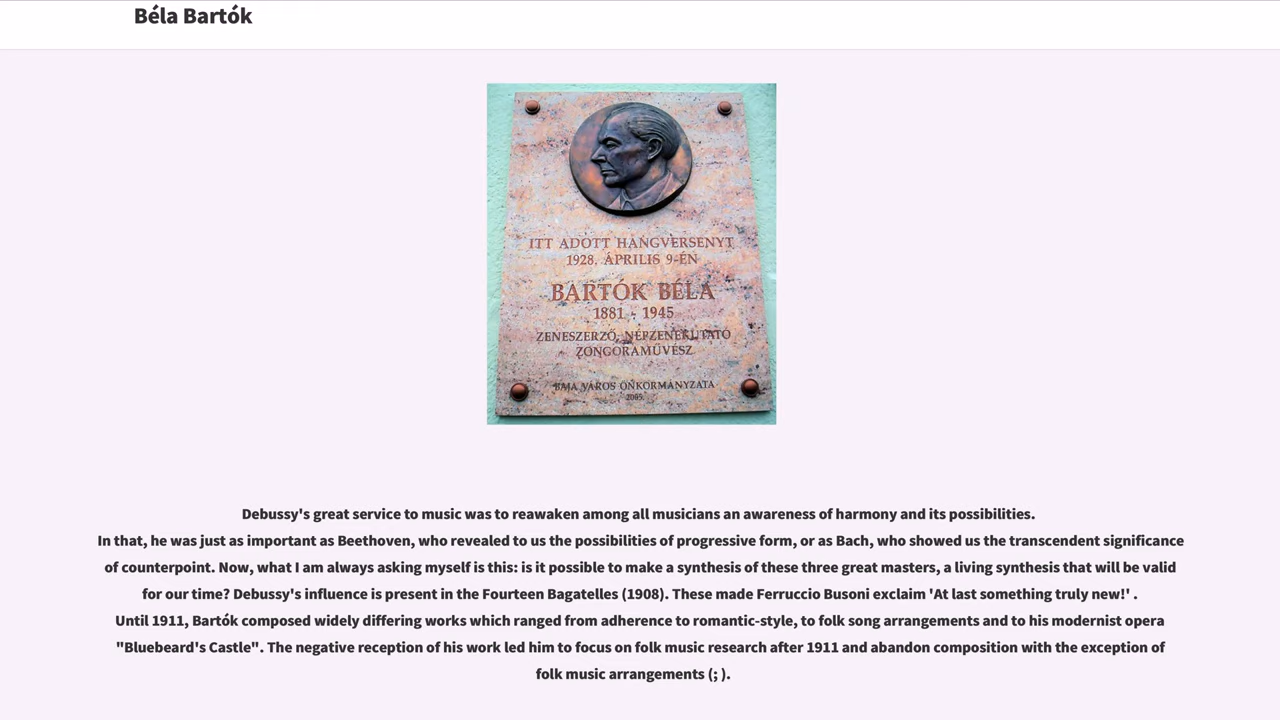 Béla Bartók
ITT ADOTT HANGVERSENYT
1928. ÁPRILIS 9-ÉN
BARTÓK BÉLA
1881 - 1945
ZENESZERZŐ, NÉPZENEKUTATÓ
ZONGORAMŰVÉSZ
BAJA VÁROS ÖNKORMÁNYZATA
2005.
Debussy's great service to music was to reawaken among all musicians an awareness of harmony and its possibilities.
In that, he was just as important as Beethoven, who revealed to us the possibilities of progressive form, or as Bach, who showed us the transcendent significance
of counterpoint. Now, what I am always asking myself is this: is it possible to make a synthesis of these three great masters, a living synthesis that will be valid
for our time? Debussy's influence is present in the Fourteen Bagatelles (1908). These made Ferruccio Busoni exclaim 'At last something truly new!' .
Until 1911, Bartók composed widely differing works which ranged from adherence to romantic-style, to folk song arrangements and to his modernist opera
"Bluebeard's Castle". The negative reception of his work led him to focus on folk music research after 1911 and abandon composition with the exception of
folk music arrangements (; ).